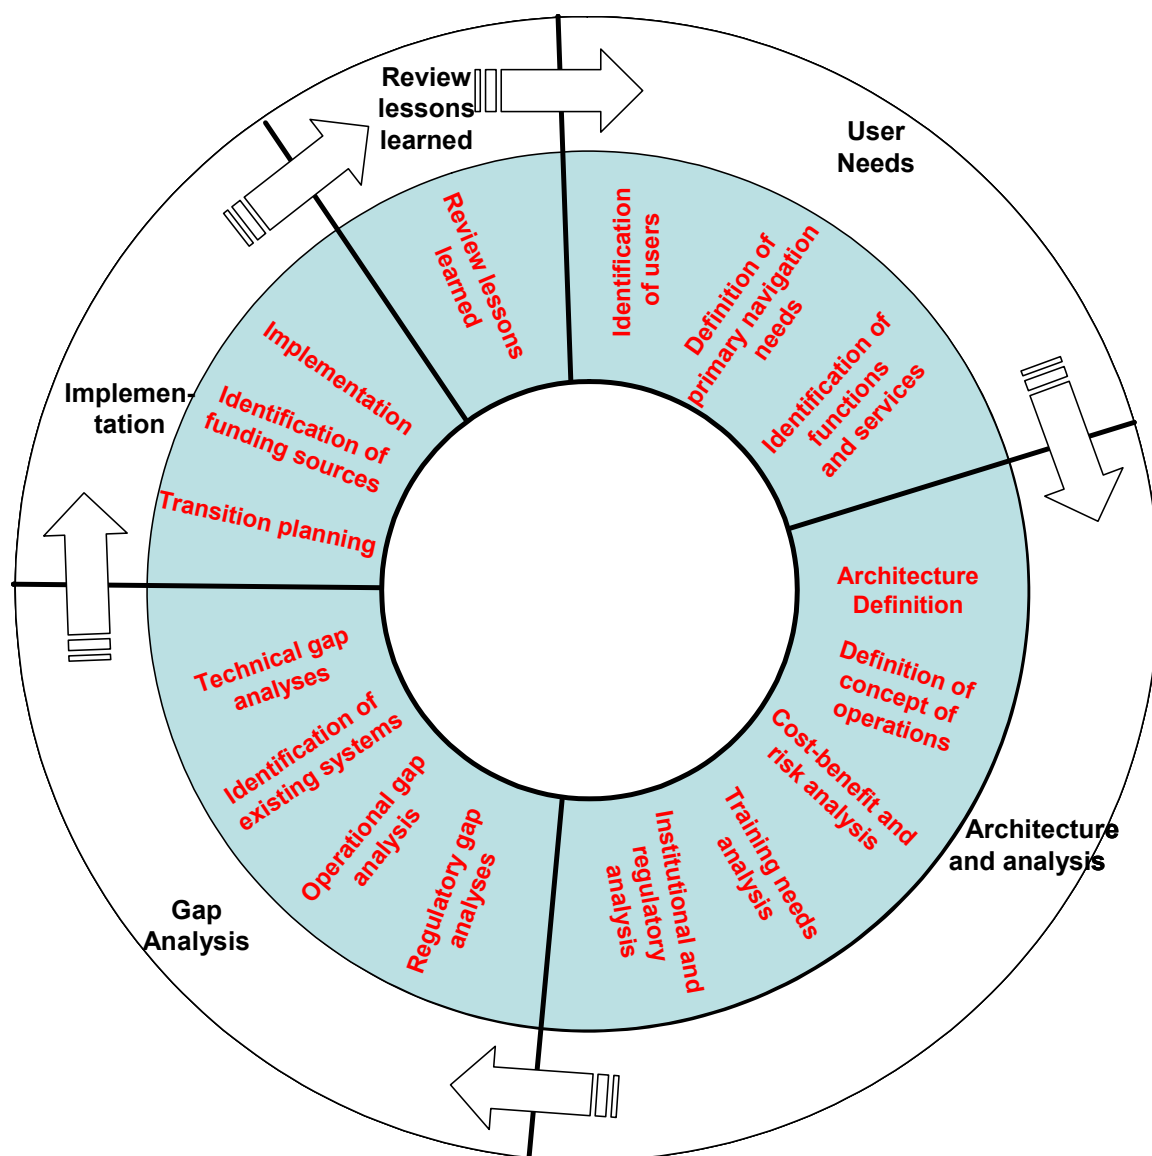 Review
lessons
learned
User
Needs
Architecture
and analysis
Gap
Analysis
Implemen-
tation
Identification
of users
Definition of
primary navigation
needs
Identification of
functions
and services
Architecture
Definition
Definition of
concept of
operations
Cost-benefit and
risk analysis
Training needs
analysis
Institutional and
regulatory
analysis
Regulatory gap
analyses
Operational gap
analysis
Identification of
existing systems
Technical gap
analyses
Transition planning
Identification of
funding sources
Implementation
Review lessons
learned